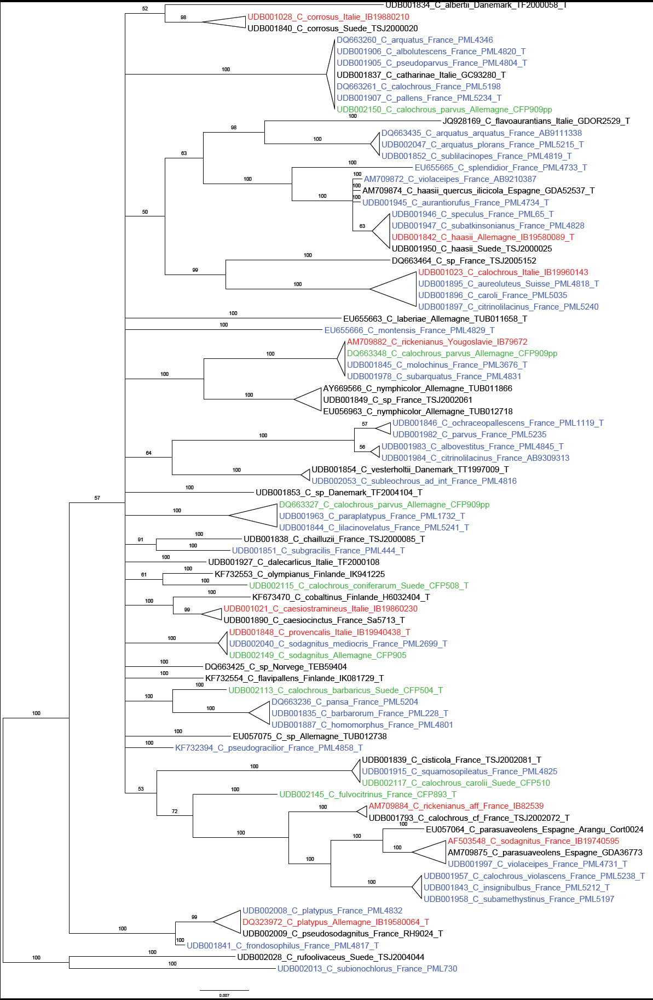 UDB001834_C_albertii_Danemark_TF2000058_T
52
98
UDB001028_C_corrosus_Italie_IB19880210
UDB001840_C_corrosus_Suede_TSJ2000020
DQ663260_C_arquatus_France_PML4346
UDB001906_C_albolutescens_France_PML4820_T
UDB001905_C_pseudoparvus_France_PML4804_T
100
UDB001837_C_catharinae_Italie_GC93280_T
DQ663261_C_calochrous_France_PML5198
UDB001907_C_pallens_France_PML5234_T
UDB002150_C_calochrous_parvus_Allemagne_CFP909pp
100
JQ928169_C_flavoaurantians_Italie_GDOR2529_T
98
DQ663435_C_arquatus_arquatus_France_AB9111338
100
UDB002047_C_arquatus_plorans_France_PML5215_T
63
UDB001852_C_sublilacinopes_France_PML4819_T
100
EU655665_C_splendidior_France_PML4733_T
100
100
AM709872_C_violaceipes_France_AB9210387
100
AM709874_C_haasii_quercus_ilicicola_Espagne_GDA52537_T
100
100
UDB001945_C_aurantiorufus_France_PML4734_T
50
UDB001946_C_speculus_France_PML65_T
63
UDB001947_C_subatkinsonianus_France_PML4828
UDB001842_C_haasii_Allemagne_IB19580089_T
UDB001950_C_haasii_Suede_TSJ2000025
100
DQ663464_C_sp_France_TSJ2005152
99
UDB001023_C_calochrous_Italie_IB19960143
100
UDB001895_C_aureoluteus_Suisse_PML4818_T
UDB001896_C_caroli_France_PML5035
UDB001897_C_citrinolilacinus_France_PML5240
100
EU655663_C_laberiae_Allemagne_TUB011658_T
100
EU655666_C_montensis_France_PML4829_T
AM709882_C_rickenianus_Yougoslavie_IB79672
100
DQ663348_C_calochrous_parvus_Allemagne_CFP909pp
UDB001845_C_molochinus_France_PML3676_T
100
UDB001978_C_subarquatus_France_PML4831
AY669566_C_nymphicolor_Allemagne_TUB011866
100
UDB001849_C_sp_France_TSJ2002061
EU056963_C_nymphicolor_Allemagne_TUB012718
57
UDB001846_C_ochraceopallescens_France_PML1119_T
100
UDB001982_C_parvus_France_PML5235
56
UDB001983_C_albovestitus_France_PML4845_T
64
UDB001984_C_citrinolilacinus_France_AB9309313
100
UDB001854_C_vesterholtii_Danemark_TT1997009_T
UDB002053_C_subleochrous_ad_int_France_PML4816
100
UDB001853_C_sp_Danemark_TF2004104_T
57
DQ663327_C_calochrous_parvus_Allemagne_CFP909pp
100
UDB001963_C_paraplatypus_France_PML1732_T
UDB001844_C_lilacinovelatus_France_PML5241_T
100
UDB001838_C_chailluzii_France_TSJ2000085_T
91
100
UDB001851_C_subgracilis_France_PML444_T
100
UDB001927_C_dalecarlicus_Italie_TF2000108
100
KF732553_C_olympianus_Finlande_IK941225
61
100
UDB002115_C_calochrous_coniferarum_Suede_CFP508_T
100
KF673470_C_cobaltinus_Finlande_H6032404_T
100
99
UDB001021_C_caesiostramineus_Italie_IB19860230
UDB001890_C_caesiocinctus_France_Sa5713_T
UDB001848_C_provencalis_Italie_IB19940438_T
100
UDB002040_C_sodagnitus_mediocris_France_PML2699_T
UDB002149_C_sodagnitus_Allemagne_CFP905
100
DQ663425_C_sp_Norvege_TEB59404
100
KF732554_C_flavipallens_Finlande_IK081729_T
100
UDB002113_C_calochrous_barbaricus_Suede_CFP504_T
100
DQ663236_C_pansa_France_PML5204
100
UDB001835_C_barbarorum_France_PML228_T
100
UDB001887_C_homomorphus_France_PML4801
100
EU057075_C_sp_Allemagne_TUB012738
100
KF732394_C_pseudogracilior_France_PML4858_T
UDB001839_C_cisticola_France_TSJ2002081_T
100
UDB001915_C_squamosopileatus_France_PML4825
UDB002117_C_calochrous_carolii_Suede_CFP510
53
100
UDB002145_C_fulvocitrinus_France_CFP893_T
72
100
AM709884_C_rickenianus_aff_France_IB82539
UDB001793_C_calochrous_cf_France_TSJ2002072_T
100
EU057064_C_parasuaveolens_Espagne_Arangu_Cort0024
100
100
AF503548_C_sodagnitus_France_IB19740595
100
AM709875_C_parasuaveolens_Espagne_GDA36773
100
UDB001997_C_violaceipes_France_PML4731_T
UDB001957_C_calochrous_violascens_France_PML5238_T
100
UDB001843_C_insignibulbus_France_PML5212_T
UDB001958_C_subamethystinus_France_PML5197
UDB002008_C_platypus_France_PML4832
99
DQ323972_C_platypus_Allemagne_IB19580064_T
100
UDB002009_C_pseudosodagnitus_France_RH9024_T
100
UDB001841_C_frondosophilus_France_PML4817_T
100
UDB002028_C_rufoolivaceus_Suede_TSJ2004044
100
100
UDB002013_C_subionochlorus_France_PML730
0.007